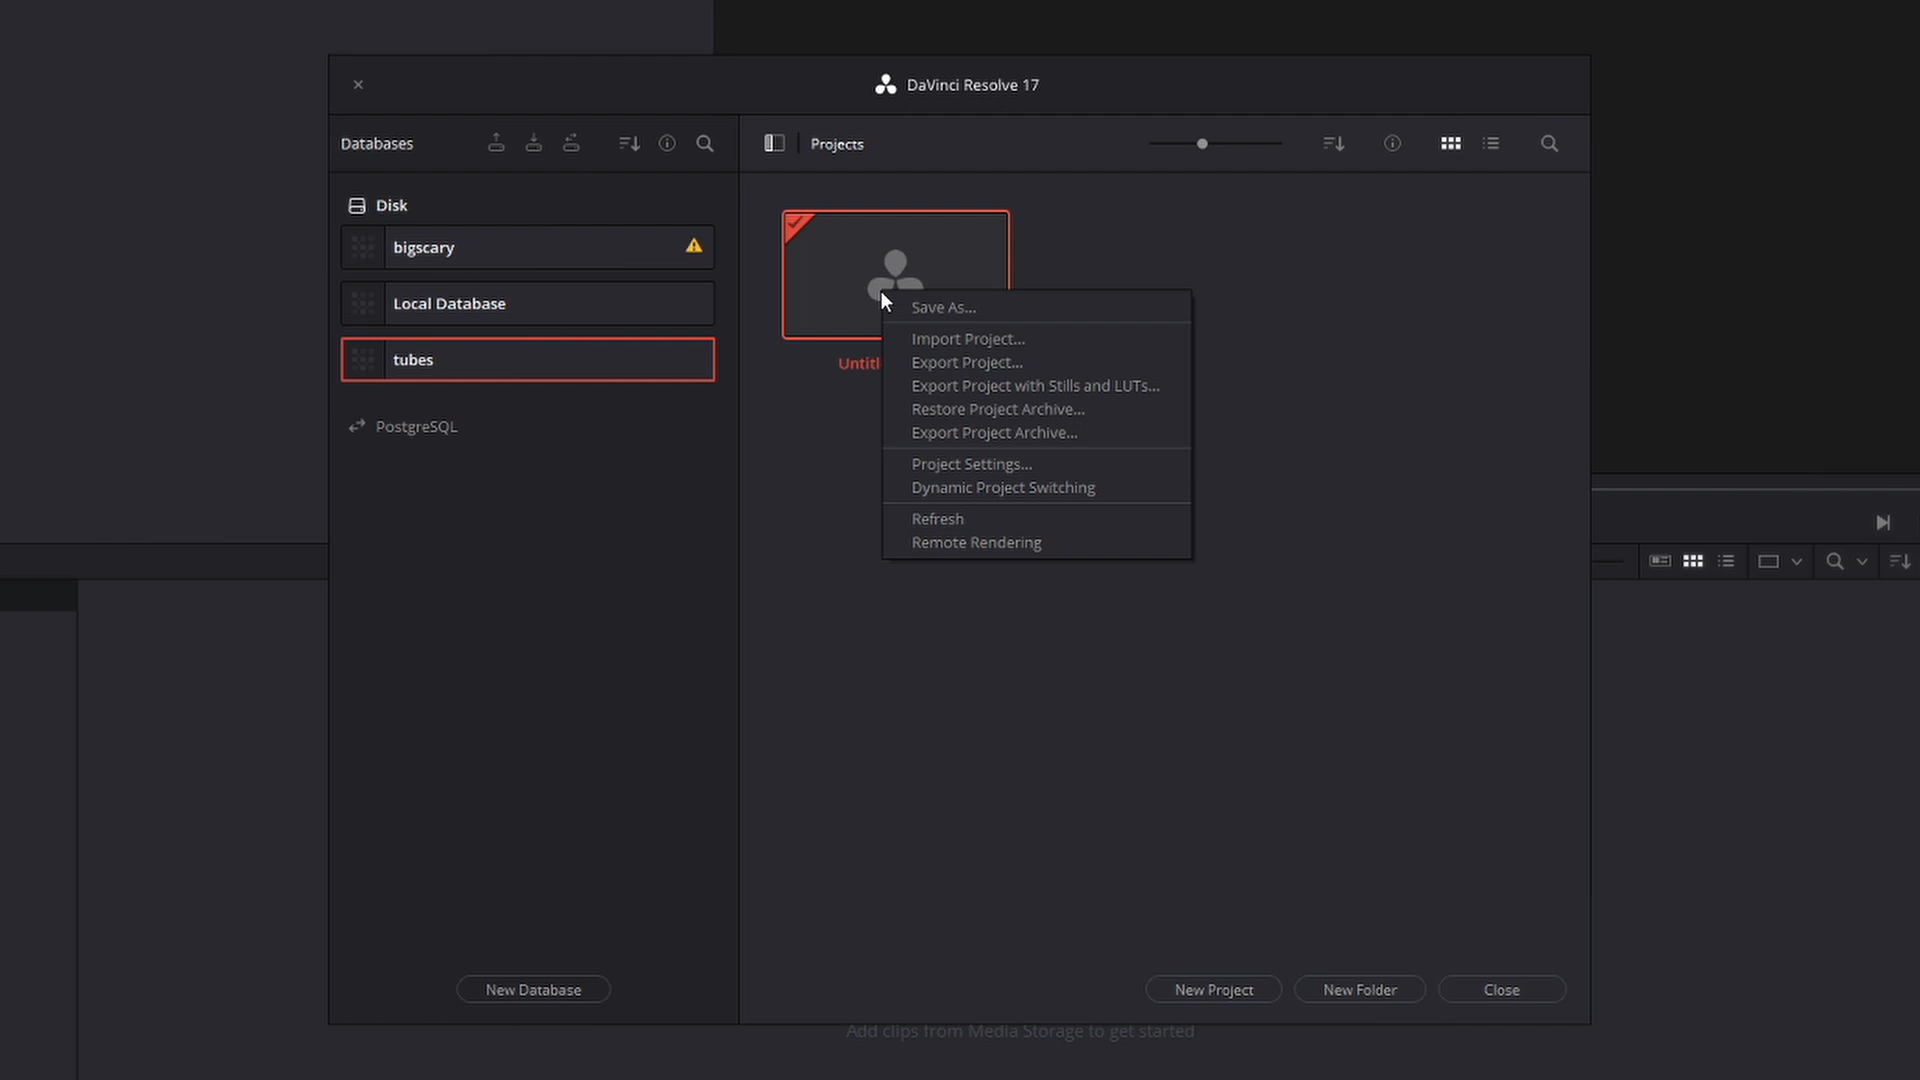 DaVinci Resolve 17
Databases
Projects
Disk
bigscary
Local Database
tubes
PostgreSQL
Untitl
Save As...
Import Project...
Export Project...
Export Project with Stills and LUTs...
Restore Project Archive...
Export Project Archive...
Project Settings...
Dynamic Project Switching
Refresh
Remote Rendering
New Database
New Project
New Folder
Close
Add clips from Media Storage to get started